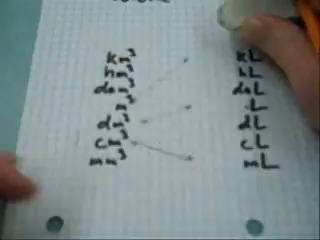 km³ kL
hm³ hL
dam³ daL
m³ L
dm³ dL
cm³ cL
mm³ mL